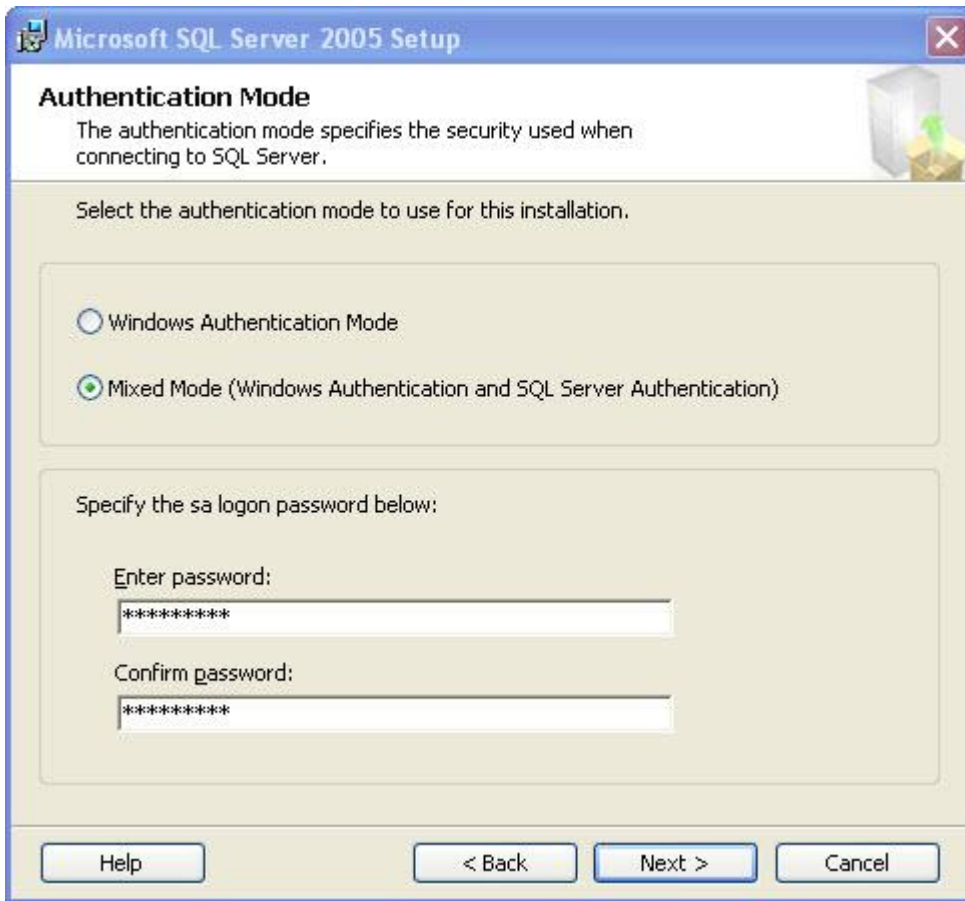 Microsoft SQL Server 2005 Setup
Authentication Mode
The authentication mode specifies the security used when
connecting to SQL Server.
Select the authentication mode to use for this installation.
Windows Authentication Mode
Mixed Mode (Windows Authentication and SQL Server Authentication)
Specify the sa logon password below:
Enter password:
*********
Confirm password:
*********
Help < Back Next > Cancel